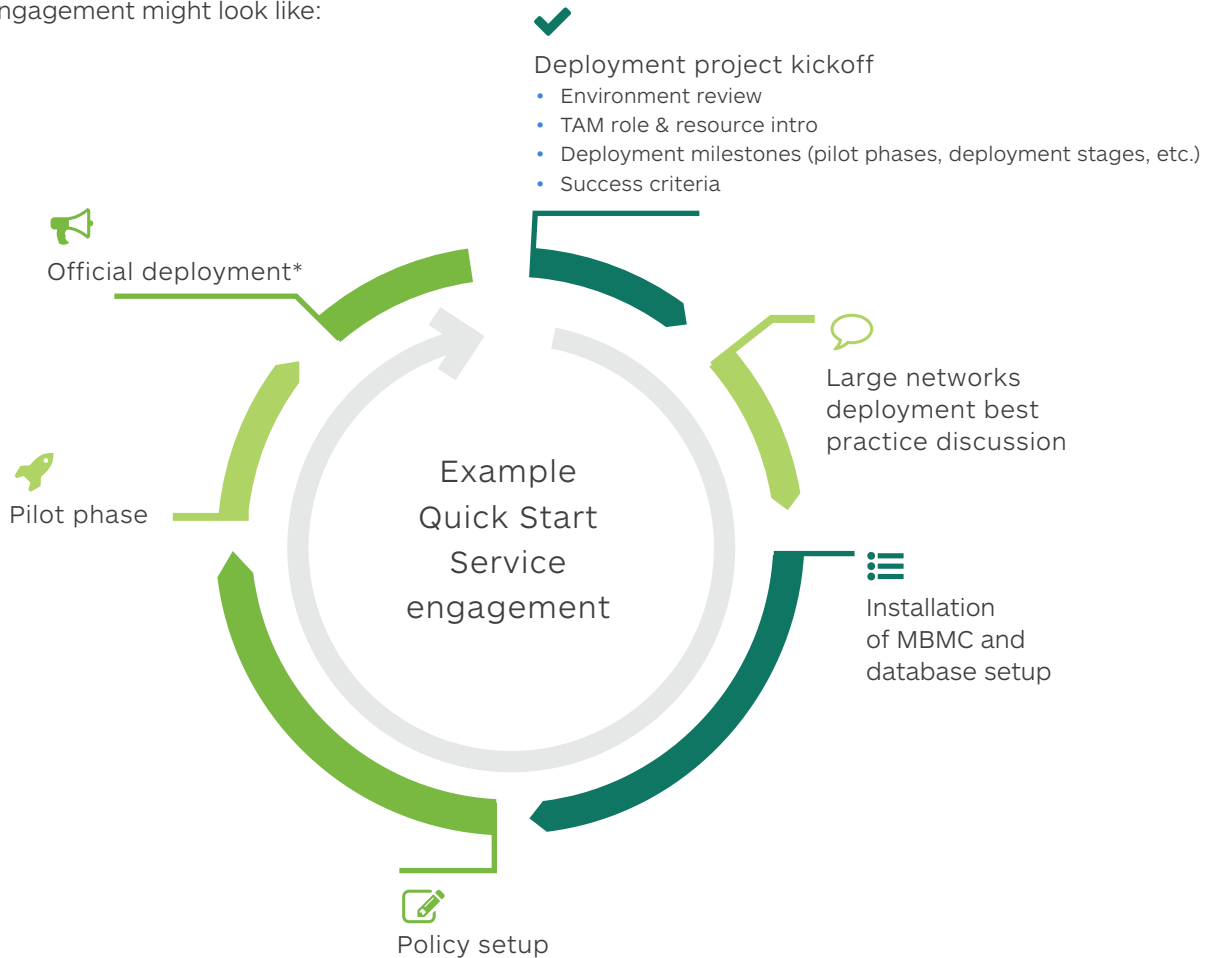 ngagement might look like:
Deployment project kickoff
• Environment review
• TAM role & resource intro
• Deployment milestones (pilot phases, deployment stages, etc.)
• Success criteria
Official deployment*
Large networks
deployment best
practice discussion
Example
Quick Start
Service
engagement
Pilot phase
Installation
of MBMC and
database setup
Policy setup